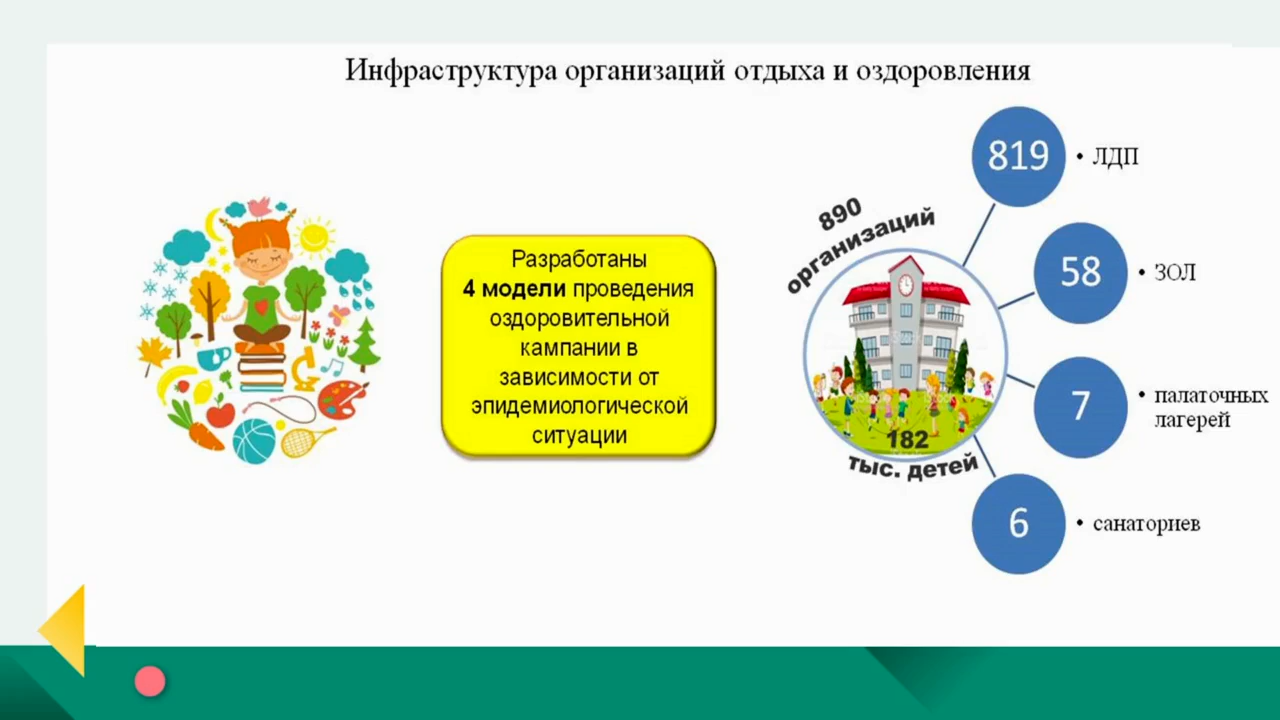 Инфраструктура организаций отдыха и оздоровления
Разработаны
4 модели проведения
оздоровительной
кампании в
зависимости от
эпидемиологической
ситуации
890
организаций
182
тыс. детей
819
• ЛДП
58
• ЗОЛ
7
• палаточных
лагерей
6
• санаториев